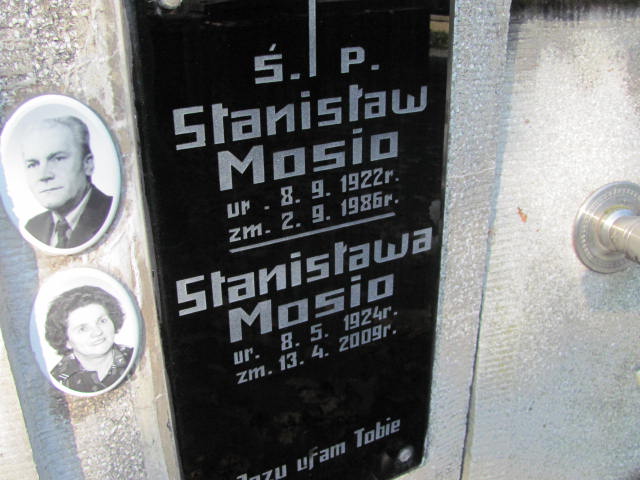 Ś. P.
Stanisław
Mosio
ur. 8. 9. 1922r.
zm. 2. 9. 1986r.
Stanisława
Mosio
ur. 8. 5. 1924r.
zm. 13. 4. 2009r.
ufam Tobie